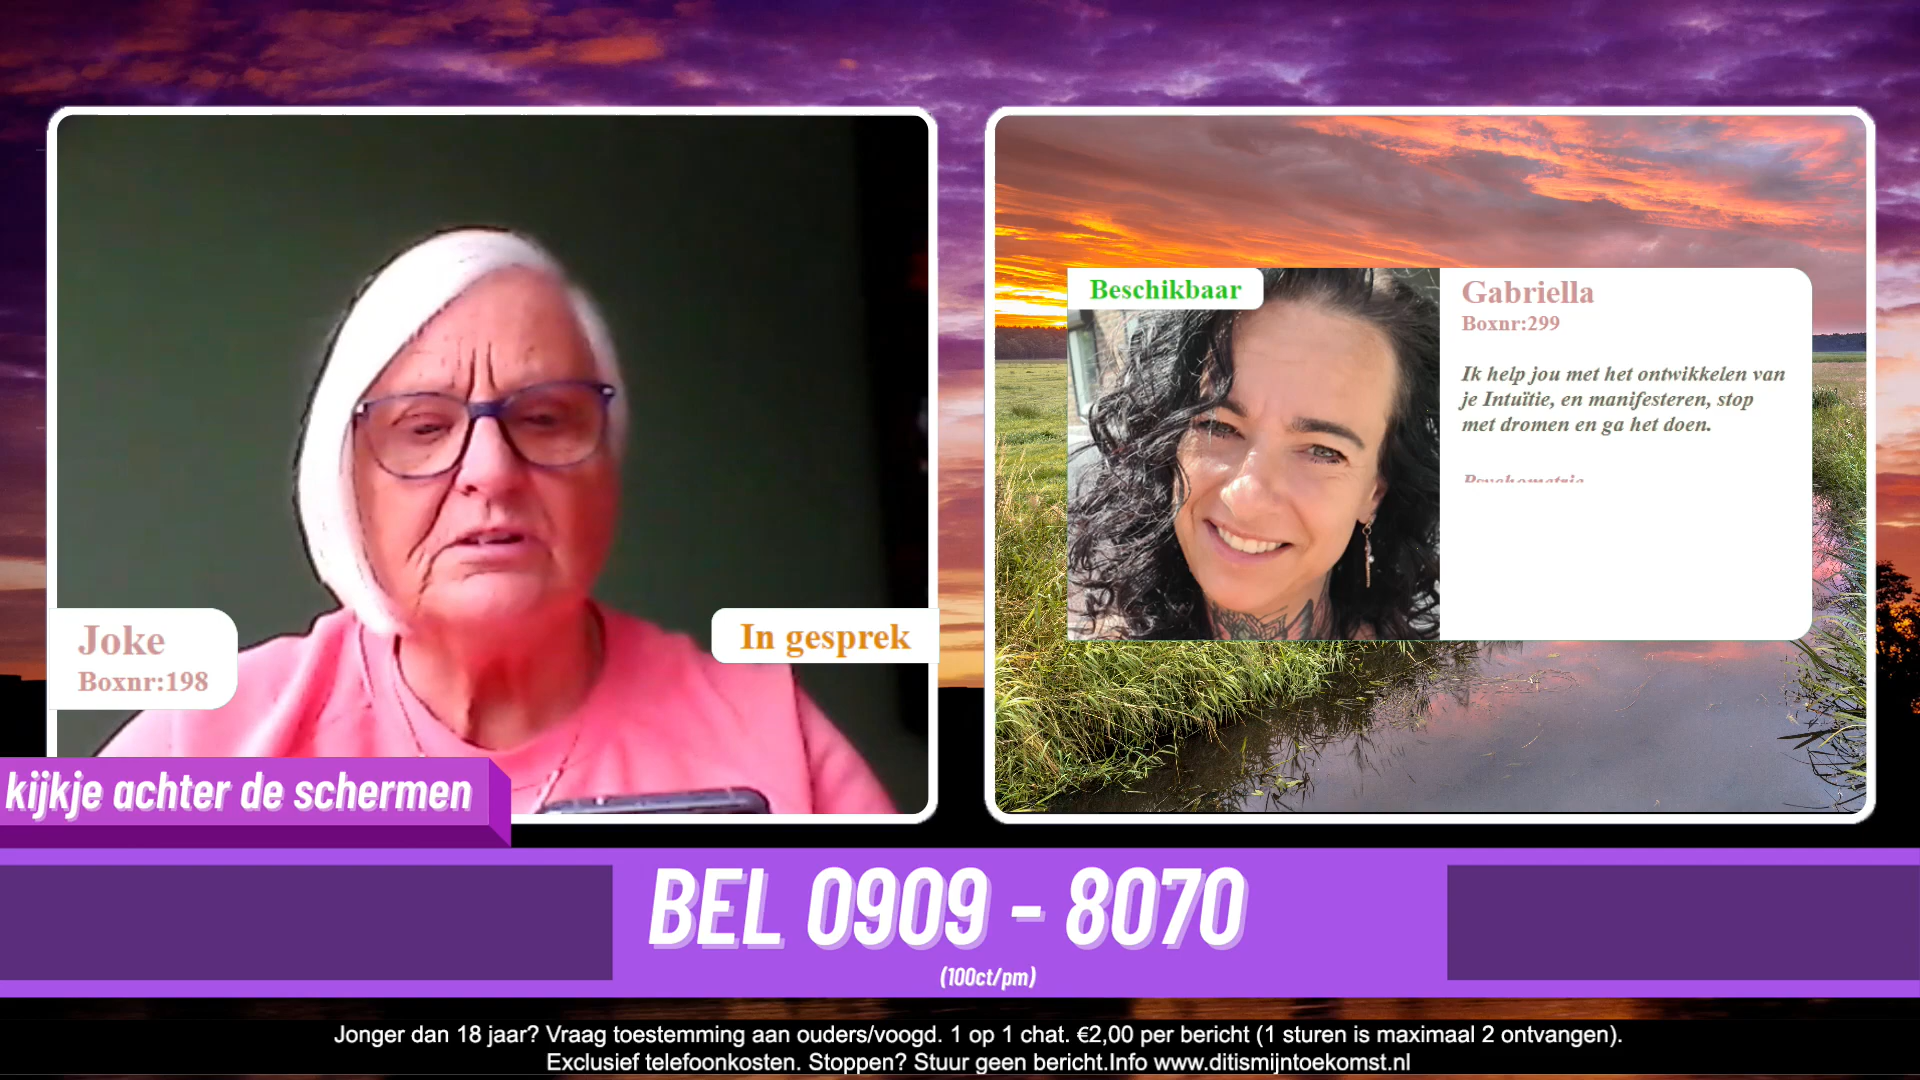 Joke
Boxnr:198
In gesprek
kijkje achter de schermen
Beschikbaar
Gabriella
Boxnr:299
Ik help jou met het ontwikkelen van
je Intuïtie, en manifesteren, stop
met dromen en ga het doen.
Psychometrie
BEL 0909 - 8070
(100ct/pm)
Jonger dan 18 jaar? Vraag toestemming aan ouders/voogd. 1 op 1 chat. €2,00 per bericht (1 sturen is maximaal 2 ontvangen).
Exclusief telefoonkosten. Stoppen? Stuur geen bericht.Info www.ditismijntoekomst.nl